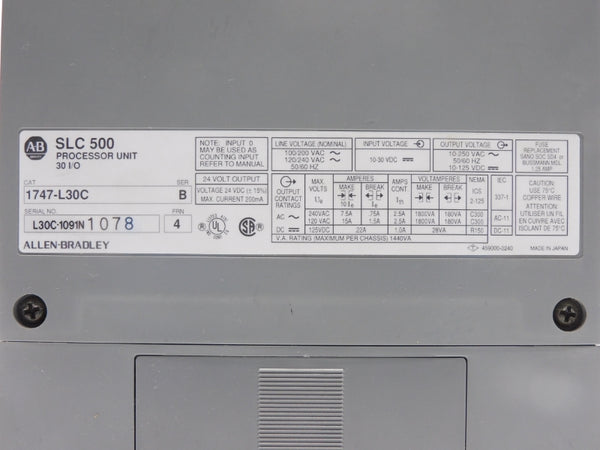 AB
SLC 500
PROCESSOR UNIT
30 I/O
CAT
SER
1747-L30C
B
SERIAL NO.
FRN
L30C-1091N 1078
4
ALLEN-BRADLEY
NOTE: INPUT 0
MAY BE USED AS
COUNTING INPUT
REFER TO MANUAL
24 VOLT OUTPUT
VOLTAGE 24 VDC (± 15%)
MAX. CURRENT 200mA
UL
SA
LINE VOLTAGE (NOMINAL)
100/200 VAC
120/240 VAC
50/60 HZ
INPUT VOLTAGE
10-30 VDC
OUTPUT VOLTAGE
10-250 VAC
50/60 HZ
10-125 VDC
FUSE
REPLACEMENT
SANO SOC SD4 or
BUSSMANN MDL
1.25 AMP
OUTPUT
CONTACT
RATINGS
MAX.
VOLTS
AMPERES
MAKE
BREAK
AMPS
CONT
VOLTAMPERES
MAKE
BREAK
NEMA
ICS
2-125
IEC
337-1
AC
240VAC 7.5A .75A 2.5A 1800VA 180VA C300
120 VAC 15A 1.5A 2.5A 1800VA 180VA C300
AC-11
DC
125VDC .22A 1.0A 28VA R150 DC-11
V.A. RATING (MAXIMUM PER CHASSIS) 1440VA
CAUTION:
USE 75°C
COPPER WIRE
ATTENTION:
UTILISER UN FIL
EN CUIVRE AVEC
ISOLANT DE 75°C
459000-0240
MADE IN JAPAN